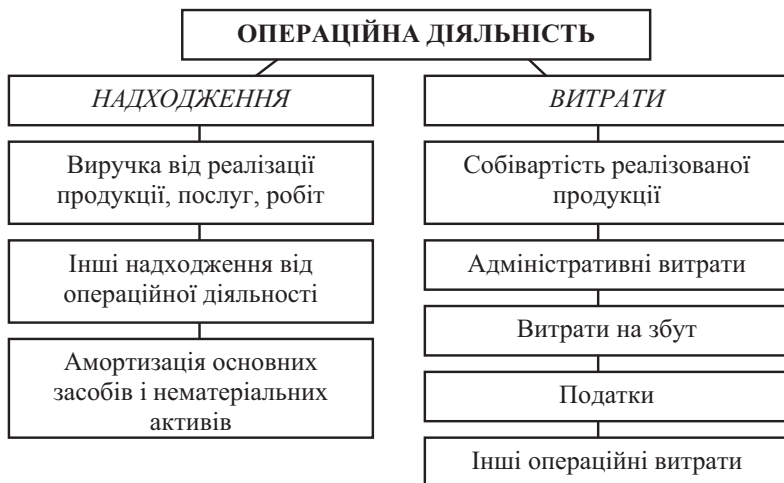 ОПЕРАЦІЙНА ДІЯЛЬНІСТЬ
НАДХОДЖЕННЯ
Виручка від реалізації
продукції, послуг, робіт
Інші надходження від
операційної діяльності
Амортизація основних
засобів і нематеріальних
активів
ВИТРАТИ
Собівартість реалізованої
продукції
Адміністративні витрати
Витрати на збут
Податки
Інші операційні витрати